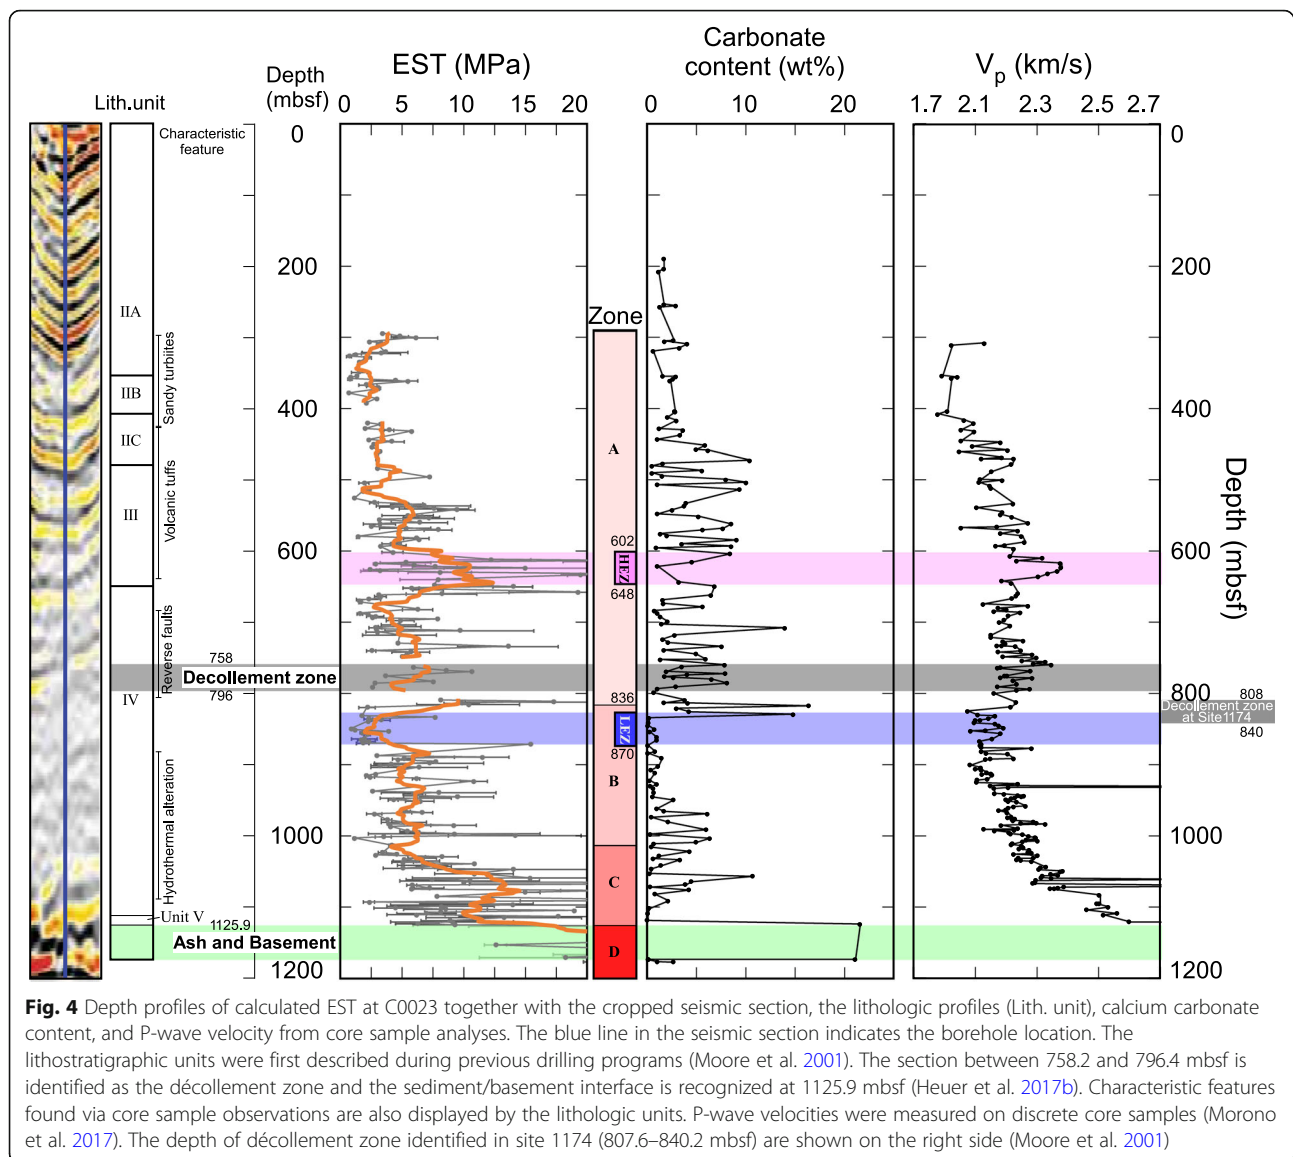 EST (MPa)
Carbonate
content (wt%)
Vp (km/s)
Depth
(mbsf)
Lith.unit
0 5 10 15 20
0 10 20
1.7 2.1 2.3 2.5 2.7
Characteristic
feature
0
200
400
600
800
1000
1200
IIA
IIB
IIC
III
IV
Unit V
Sandy turbiites
Volcanic tuffs
Reverse faults
Hydrothermal alteration
758
Decollement zone
796
1125.9
Ash and Basement
Zone
A
602
HEZ
648
836
LEZ
870
B
C
D
0
200
400
600
800
1000
1200
Depth (mbsf)
808
Decollement zone
at Site1174
840
Fig. 4 Depth profiles of calculated EST at C0023 together with the cropped seismic section, the lithologic profiles (Lith. unit), calcium carbonate
content, and P-wave velocity from core sample analyses. The blue line in the seismic section indicates the borehole location. The
lithostratigraphic units were first described during previous drilling programs (Moore et al. 2001). The section between 758.2 and 796.4 mbsf is
identified as the décollement zone and the sediment/basement interface is recognized at 1125.9 mbsf (Heuer et al. 2017b). Characteristic features
found via core sample observations are also displayed by the lithologic units. P-wave velocities were measured on discrete core samples (Morono
et al. 2017). The depth of décollement zone identified in site 1174 (807.6–840.2 mbsf) are shown on the right side (Moore et al. 2001)